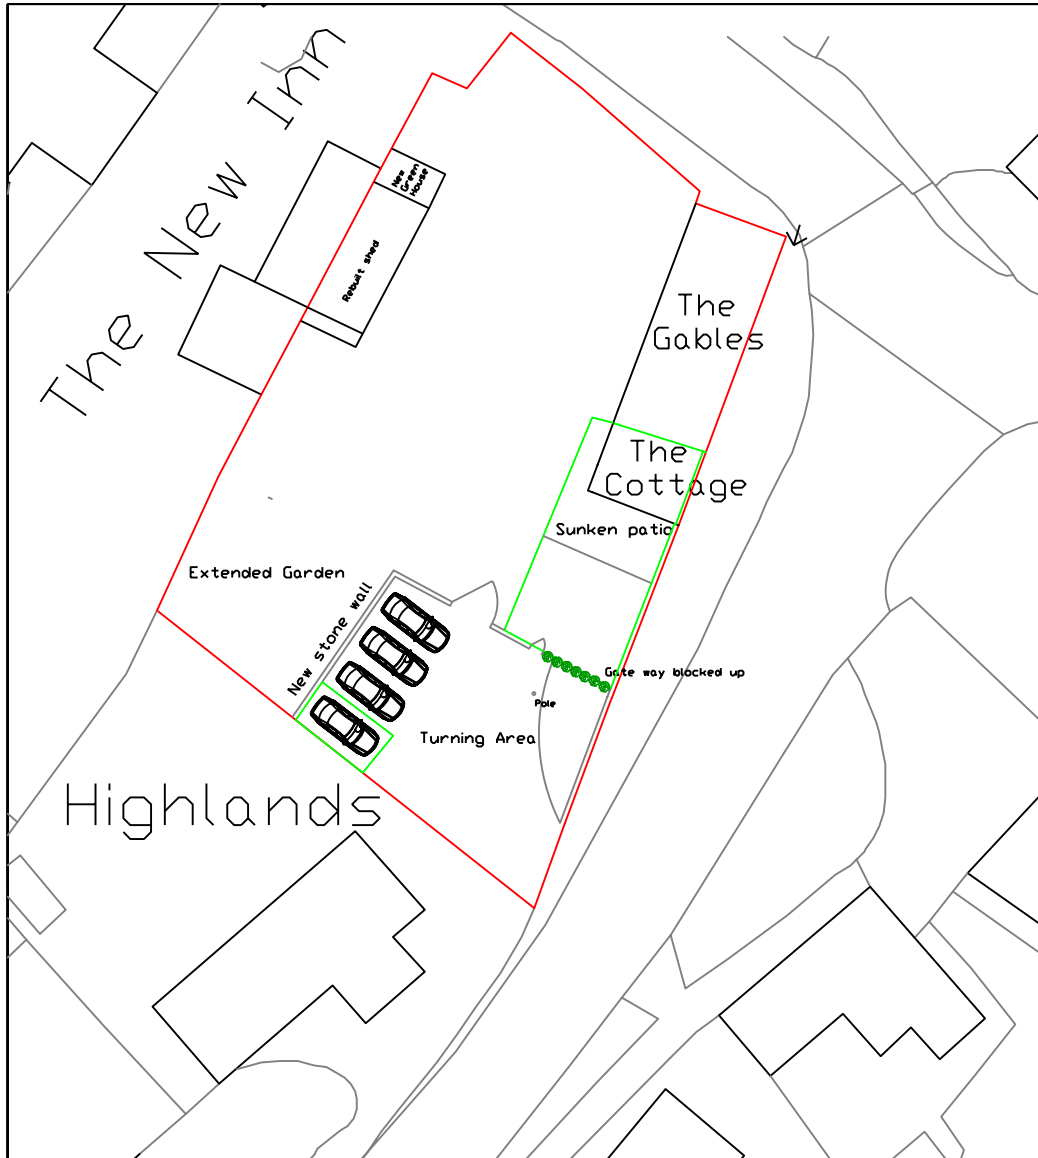 The New Inn
New
Green
House
Rebuilt shed
The
Gables
The
Cottage
Sunken patio
Extended Garden
New stone wall
Gate way blocked up
Pole
Turning Area
Highlands